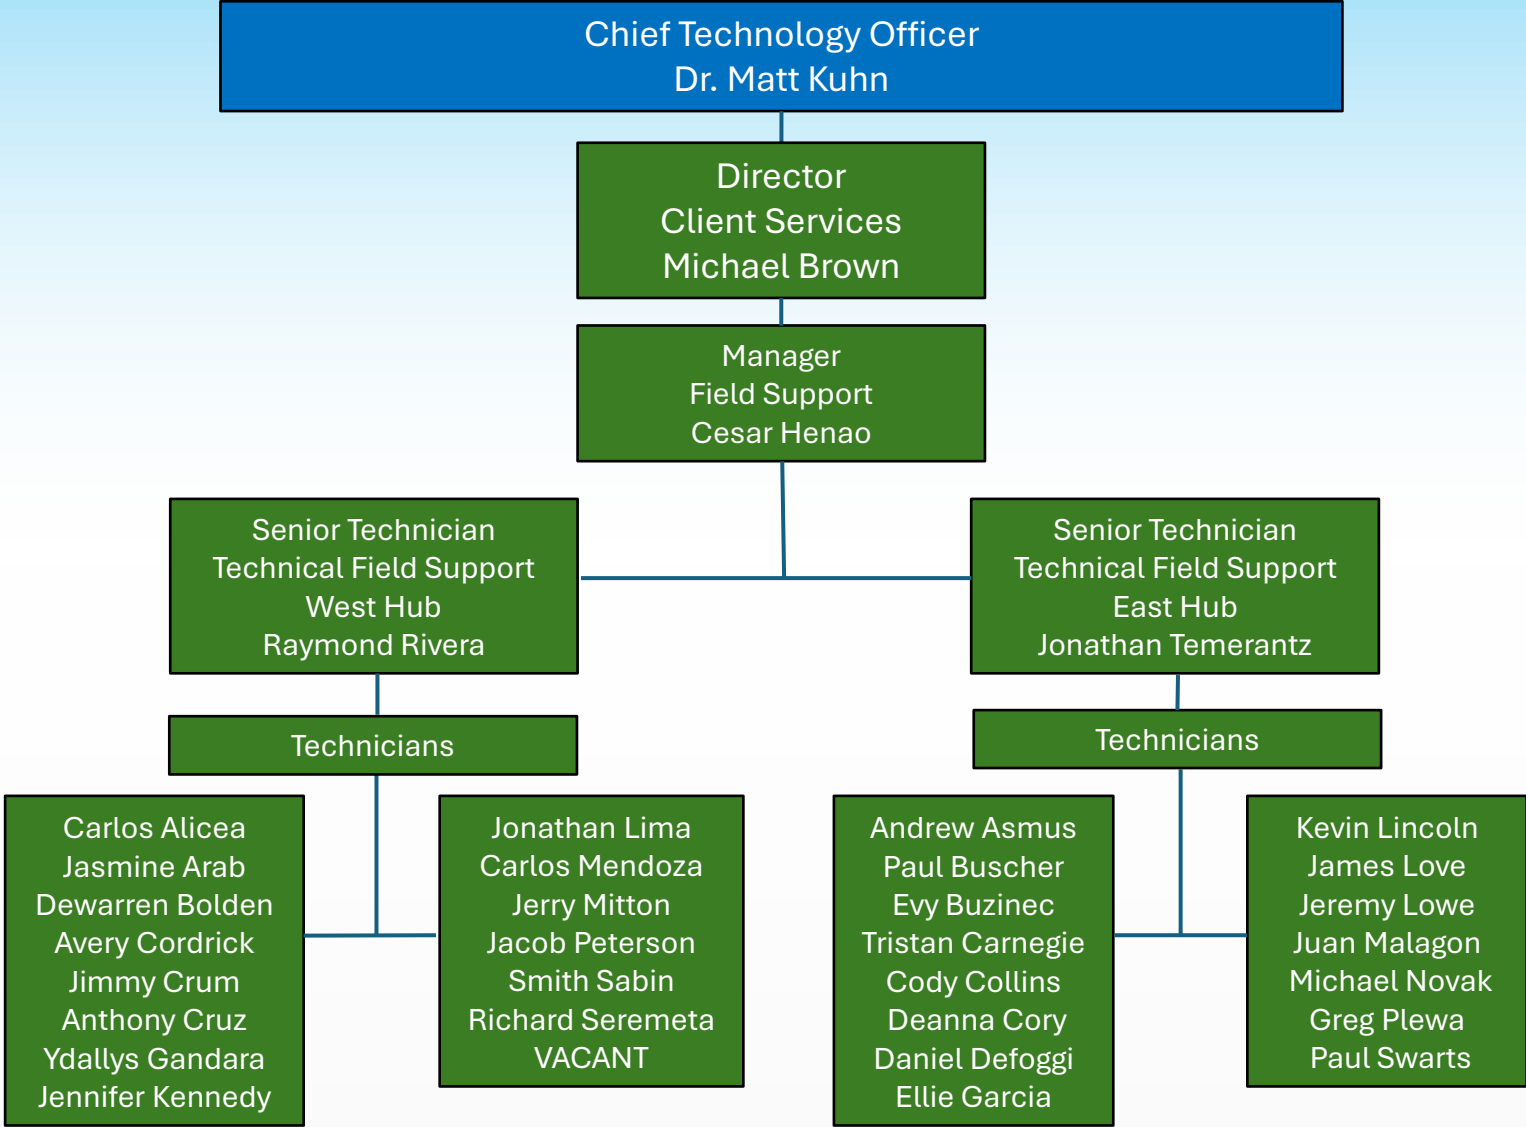 Chief Technology Officer
Dr. Matt Kuhn
Director
Client Services
Michael Brown
Manager
Field Support
Cesar Henao
Senior Technician
Technical Field Support
West Hub
Raymond Rivera
Senior Technician
Technical Field Support
East Hub
Jonathan Temerantz
Technicians
Technicians
Carlos Alicea
Jasmine Arab
Dewarren Bolden
Avery Cordrick
Jimmy Crum
Anthony Cruz
Ydallys Gandara
Jennifer Kennedy
Jonathan Lima
Carlos Mendoza
Jerry Mitton
Jacob Peterson
Smith Sabin
Richard Seremeta
VACANT
Andrew Asmus
Paul Buscher
Evy Buzinec
Tristan Carnegie
Cody Collins
Deanna Cory
Daniel Defoggi
Ellie Garcia
Kevin Lincoln
James Love
Jeremy Lowe
Juan Malagon
Michael Novak
Greg Plewa
Paul Swarts